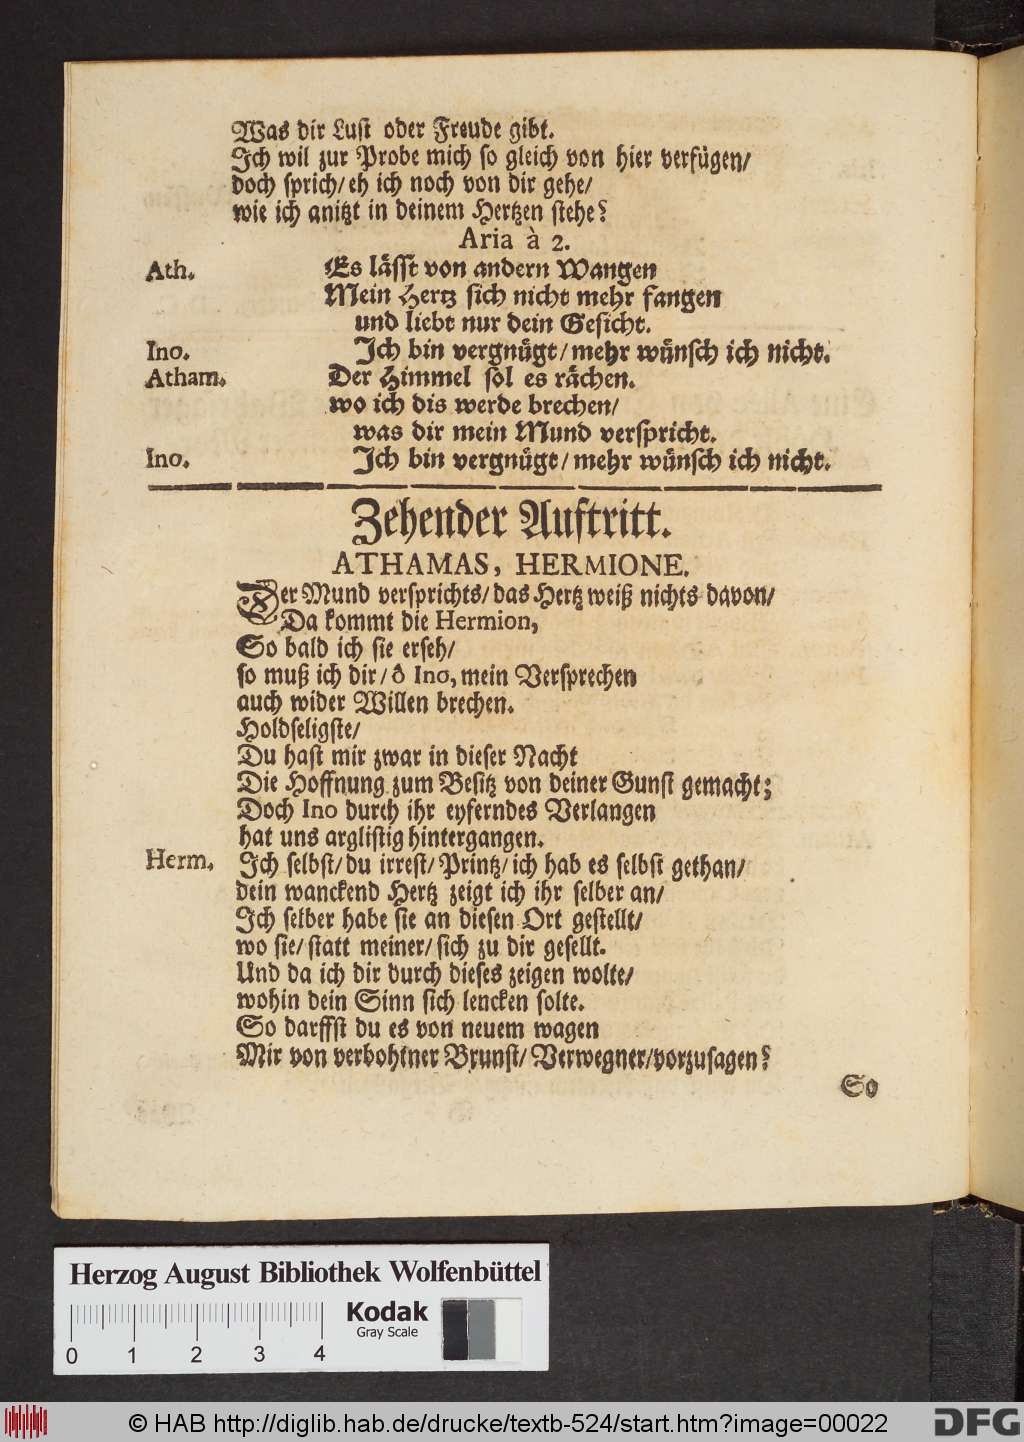 Was dir Lust oder Freude gibt.
Ich wil zur Probe mich so gleich von hier verfügen/
doch sprich/ eh ich noch von dir gehe/
wie ich anitzt in deinem Hertzen stehe?
Aria à 2.
Ath. Es lässt von andern Wangen
Mein Hertz sich nicht mehr fangen
und liebt nur dein Gesicht.
Ino. Ich bin vergnügt/ mehr wünsch ich nicht.
Atham. Der Himmel sol es rächen.
wo ich dis werde brechen/
was dir mein Mund verspricht.
Ino. Ich bin vergnügt/ mehr wünsch ich nicht.
Zehender Auftritt.
ATHAMAS, HERMIONE.
Der Mund versprichts/ das Hertz weiß nichts davon/
Da kommt die Hermion,
So bald ich sie erseh/
so muß ich dir/ ô Ino, mein Versprechen
auch wider Willen brechen.
Holdseligste/
Du hast mir zwar in dieser Nacht
Die Hoffnung zum Besitz von deiner Gunst gemacht;
Doch Ino durch ihr eyferndes Verlangen
hat uns arglistig hintergangen.
Herm. Ich selbst/ du irrest/ Printz/ ich hab es selbst gethan/
dein wanckend Hertz zeigt ich ihr selber an/
Ich selber habe sie an diesen Ort gestellt/
wo sie/ statt meiner/ sich zu dir gesellt.
Und da ich dir durch dieses zeigen wolte/
wohin dein Sinn sich lencken solte.
So darffst du es von neuem wagen
Mir von verbohtner Brunst/ Verwegner/ vorzusagen?
So
Herzog August Bibliothek Wolfenbüttel
Kodak
Gray Scale
0 1 2 3 4
© HAB http://diglib.hab.de/drucke/textb-524/start.htm?image=00022
DFG